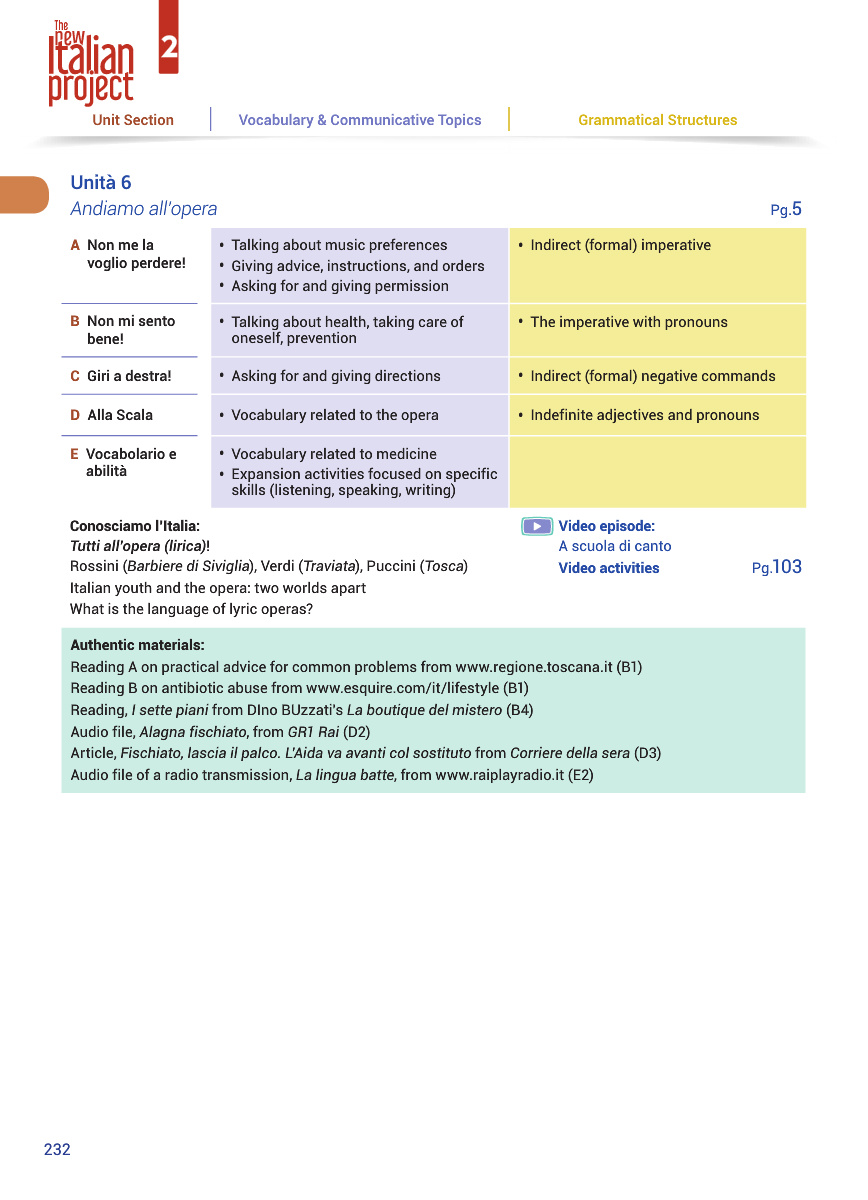 The
new
Italian
project
2
Unit Section
Vocabulary & Communicative Topics
Grammatical Structures
Unità 6
Andiamo all'opera
Pg.5
A Non me la
voglio perdere!
• Talking about music preferences
• Giving advice, instructions, and orders
• Asking for and giving permission
• Indirect (formal) imperative
B Non mi sento
bene!
• Talking about health, taking care of
oneself, prevention
• The imperative with pronouns
C Giri a destra!
• Asking for and giving directions
• Indirect (formal) negative commands
D Alla Scala
• Vocabulary related to the opera
• Indefinite adjectives and pronouns
E Vocabolario e
abilità
• Vocabulary related to medicine
• Expansion activities focused on specific
skills (listening, speaking, writing)
Conosciamo l'Italia:
Tutti all'opera (lirica)!
Rossini (Barbiere di Siviglia), Verdi (Traviata), Puccini (Tosca)
Italian youth and the opera: two worlds apart
What is the language of lyric operas?
Video episode:
A scuola di canto
Video activities
Pg.103
Authentic materials:
Reading A on practical advice for common problems from www.regione.toscana.it (B1)
Reading B on antibiotic abuse from www.esquire.com/it/lifestyle (B1)
Reading, I sette piani from DIno BUzzati's La boutique del mistero (B4)
Audio file, Alagna fischiato, from GR1 Rai (D2)
Article, Fischiato, lascia il palco. L'Aida va avanti col sostituto from Corriere della sera (D3)
Audio file of a radio transmission, La lingua batte, from www.raiplayradio.it (E2)
232